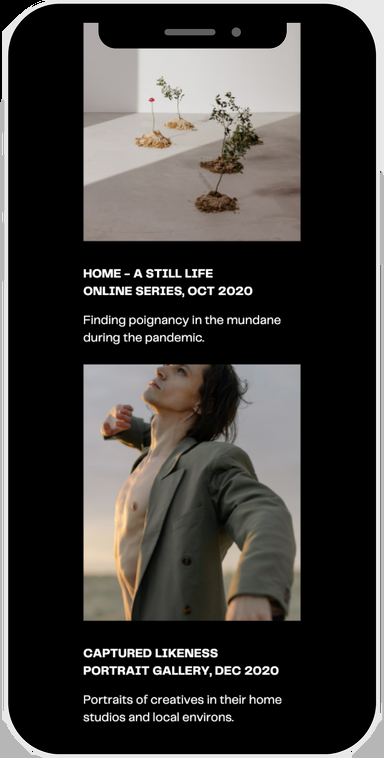 HOME – A STILL LIFE
ONLINE SERIES, OCT 2020
Finding poignancy in the mundane
during the pandemic.
CAPTURED LIKENESS
PORTRAIT GALLERY, DEC 2020
Portraits of creatives in their home
studios and local environs.